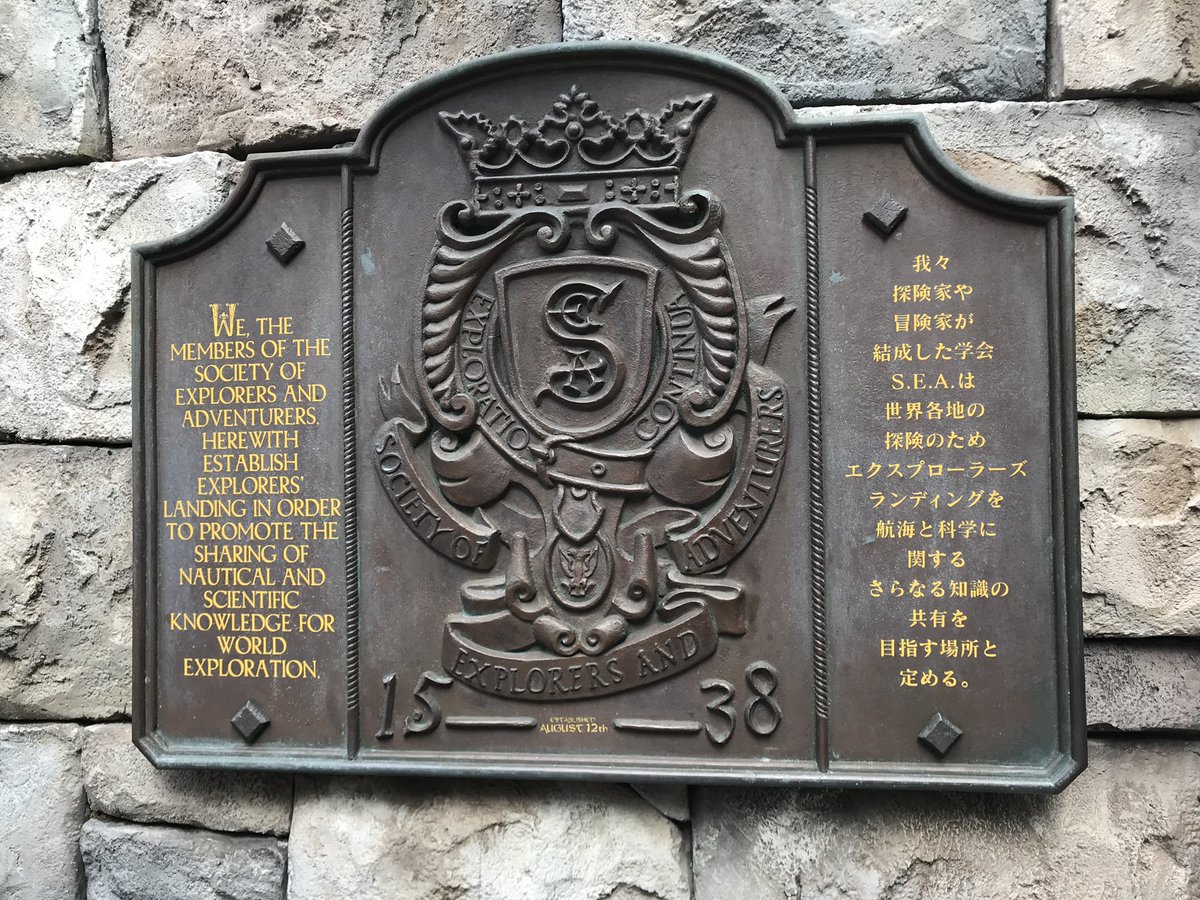 WE, THE
MEMBERS OF THE
SOCIETY OF
EXPLORERS AND
ADVENTURERS,
HEREWITH
ESTABLISH
EXPLORERS'
LANDING IN ORDER
TO PROMOTE THE
SHARING OF
NAUTICAL AND
SCIENTIFIC
KNOWLEDGE FOR
WORLD
EXPLORATION.
SEA
EXPLORATIO
CONTINUA
SOCIETY OF
EXPLORERS AND
ADVENTURERS
15 38
ESTABLISHED
AUGUST 12th
我々
探険家や
冒険家が
結成した学会
S.E.A.は
世界各地の
探険のため
エクスプローラーズ
ランディングを
航海と科学に
関する
さらなる知識の
共有を
目指す場所と
定める。